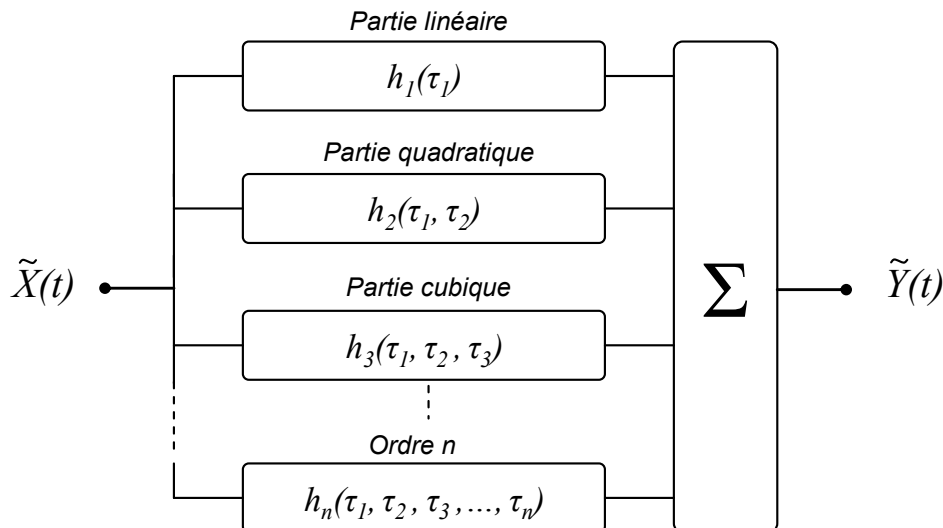 Partie linéaire
h₁(τ₁)
Partie quadratique
h₂(τ₁, τ₂)
X̃(t)
Σ
Ỹ(t)
Partie cubique
h₃(τ₁, τ₂, τ₃)
Ordre n
hₙ(τ₁, τ₂, τ₃,..., τₙ)